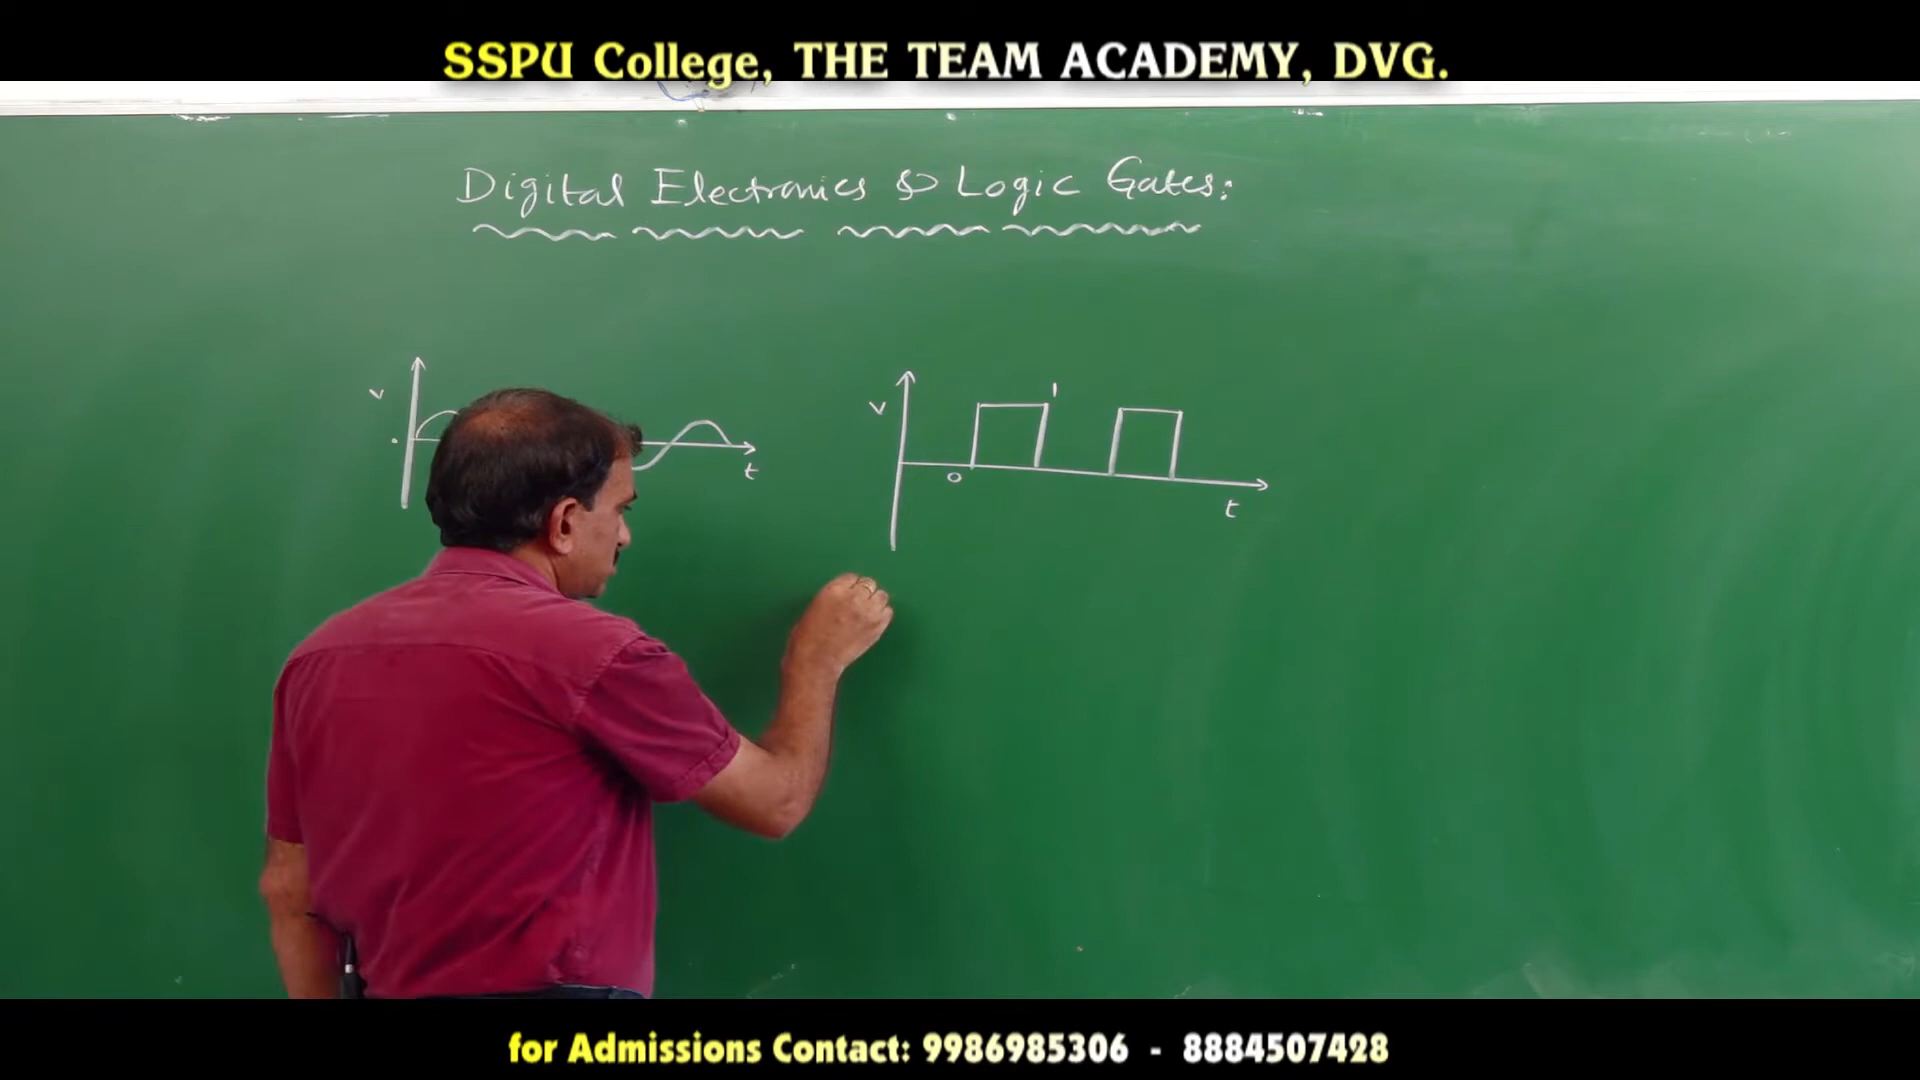 SSPU College, THE TEAM ACADEMY, DVG.
Digital Electronics & Logic Gates:
v
t
v
1
0
t
for Admissions Contact: 9986985306 - 8884507428